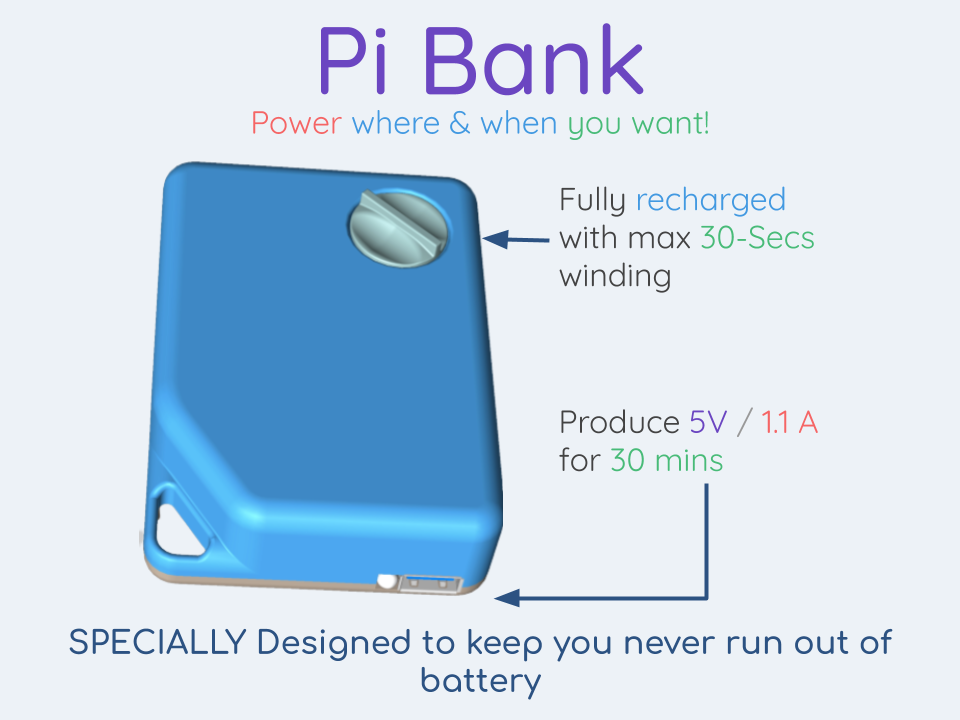 Pi Bank
Power where & when you want!
Fully recharged
with max 30-Secs
winding
Produce 5V / 1.1 A
for 30 mins
SPECIALLY Designed to keep you never run out of
battery